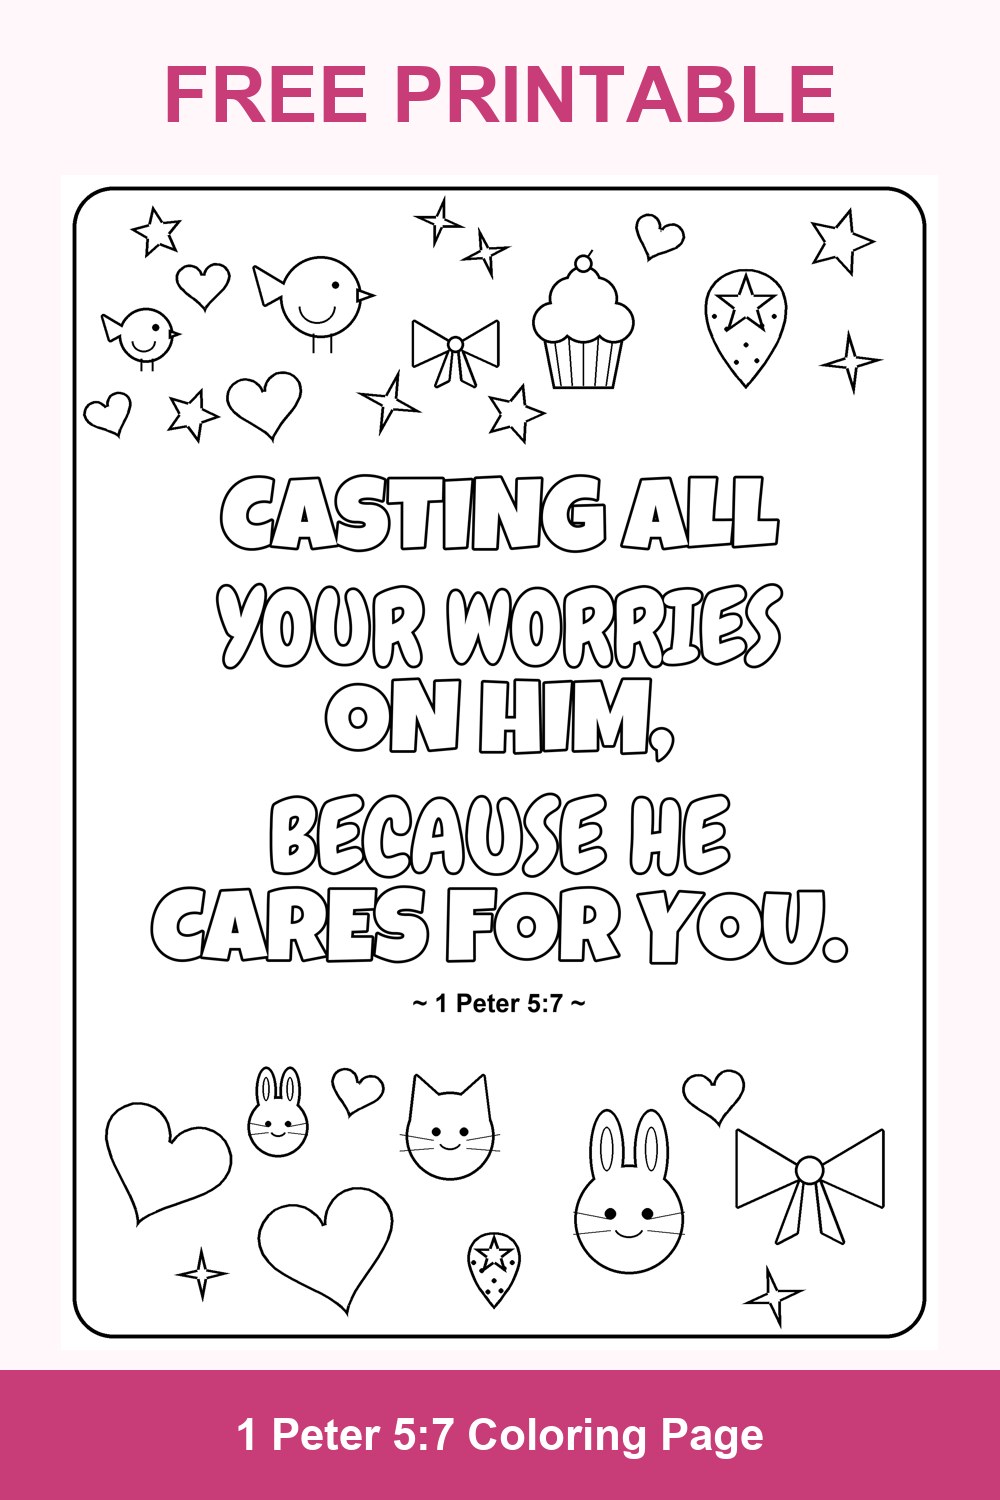 FREE PRINTABLE
CASTING ALL
YOUR WORRIES
ON HIM,
BECAUSE HE
CARES FOR YOU.
~ 1 Peter 5:7 ~
1 Peter 5:7 Coloring Page